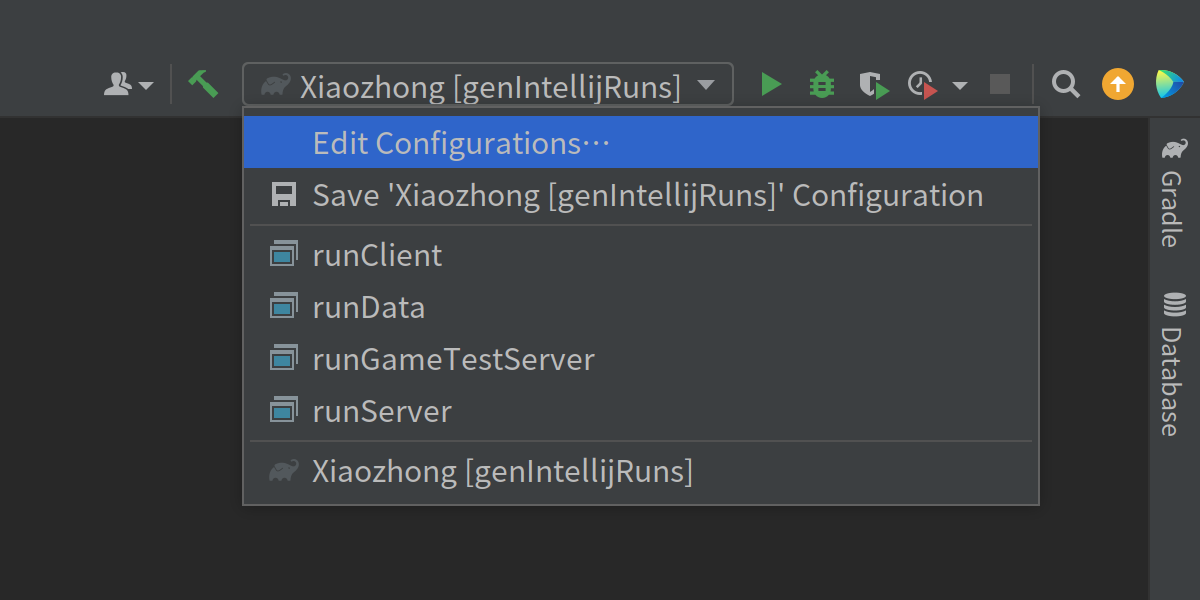 Xiaozhong [genIntellijRuns]
Edit Configurations⋯
Save 'Xiaozhong [genIntellijRuns]' Configuration
runClient
runData
runGameTestServer
runServer
Xiaozhong [genIntellijRuns]
Gradle
Database